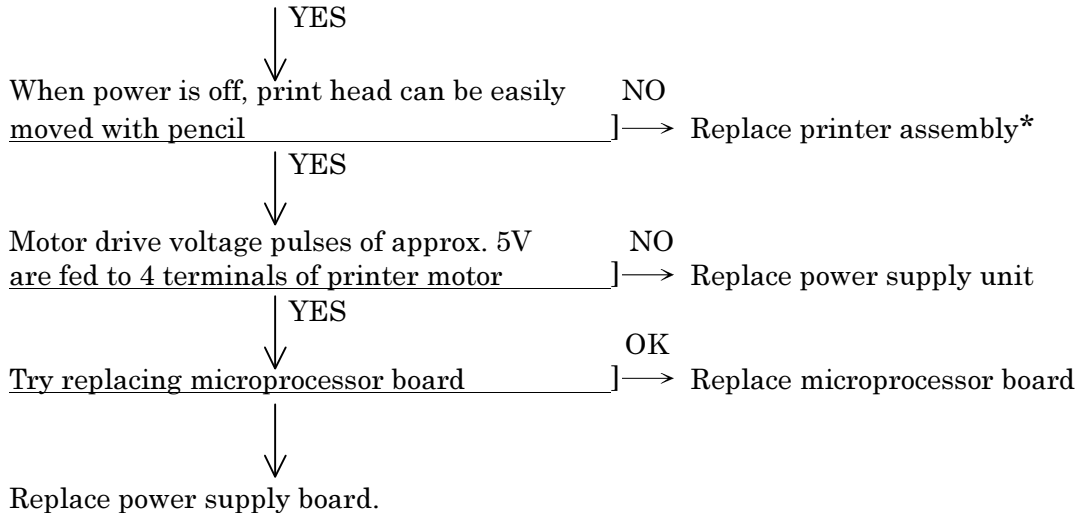 YES
When power is off, print head can be easily NO
moved with pencil ] Replace printer assembly*
YES
Motor drive voltage pulses of approx. 5V NO
are fed to 4 terminals of printer motor ] Replace power supply unit
YES
OK
Try replacing microprocessor board ] Replace microprocessor board
Replace power supply board.